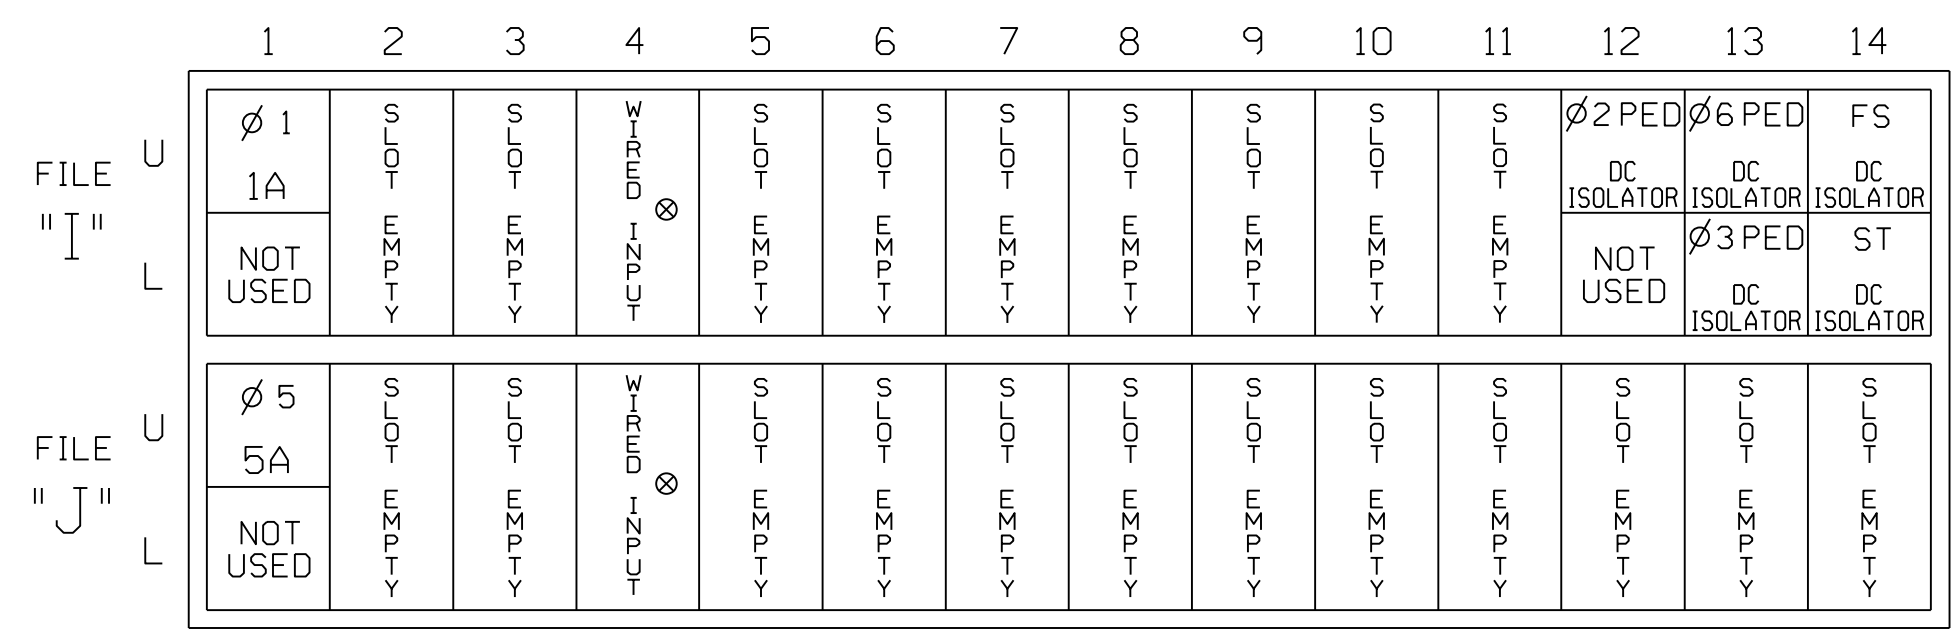 1 2 3 4 5 6 7 8 9 10 11 12 13 14
FILE
"I"
U
L
Ø 1
1A
NOT
USED
SLOT EMPTY
SLOT EMPTY
WIRED INPUT
SLOT EMPTY
SLOT EMPTY
SLOT EMPTY
SLOT EMPTY
SLOT EMPTY
SLOT EMPTY
SLOT EMPTY
Ø2 PED
DC
ISOLATOR
NOT
USED
Ø6 PED
DC
ISOLATOR
Ø3 PED
DC
ISOLATOR
FS
DC
ISOLATOR
ST
DC
ISOLATOR
FILE
"J"
U
L
Ø 5
5A
NOT
USED
SLOT EMPTY
SLOT EMPTY
WIRED INPUT
SLOT EMPTY
SLOT EMPTY
SLOT EMPTY
SLOT EMPTY
SLOT EMPTY
SLOT EMPTY
SLOT EMPTY
SLOT EMPTY
SLOT EMPTY
SLOT EMPTY